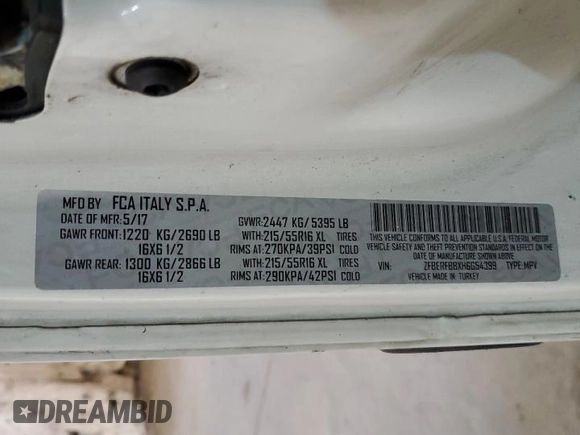 MFD BY FCA ITALY S.P.A.
DATE OF MFR: 5/17 GVWR: 2447 KG/ 5395 LB
GAWR FRONT: 1220 KG/2690 LB WITH: 215/55R16 XL TIRES
16X6 1/2 RIMS AT: 270KPA/39PSI COLD
GAWR REAR: 1300 KG/2866 LB WITH: 215/55R16 XL TIRES
16X6 1/2 RIMS AT: 290KPA/42PSI COLD
THIS VEHICLE CONFORMS TO ALL APPLICABLE U.S.A. FEDERAL MOTOR
VEHICLE SAFETY, BUMPER AND THEFT PREVENTION STANDARDS IN EFFECT ON
THE DATE OF MANUFACTURE SHOWN ABOVE.
VIN: ZFBERFBBXH6G54399 TYPE: MPV
VEHICLE MADE IN: TURKEY
DREAMBID